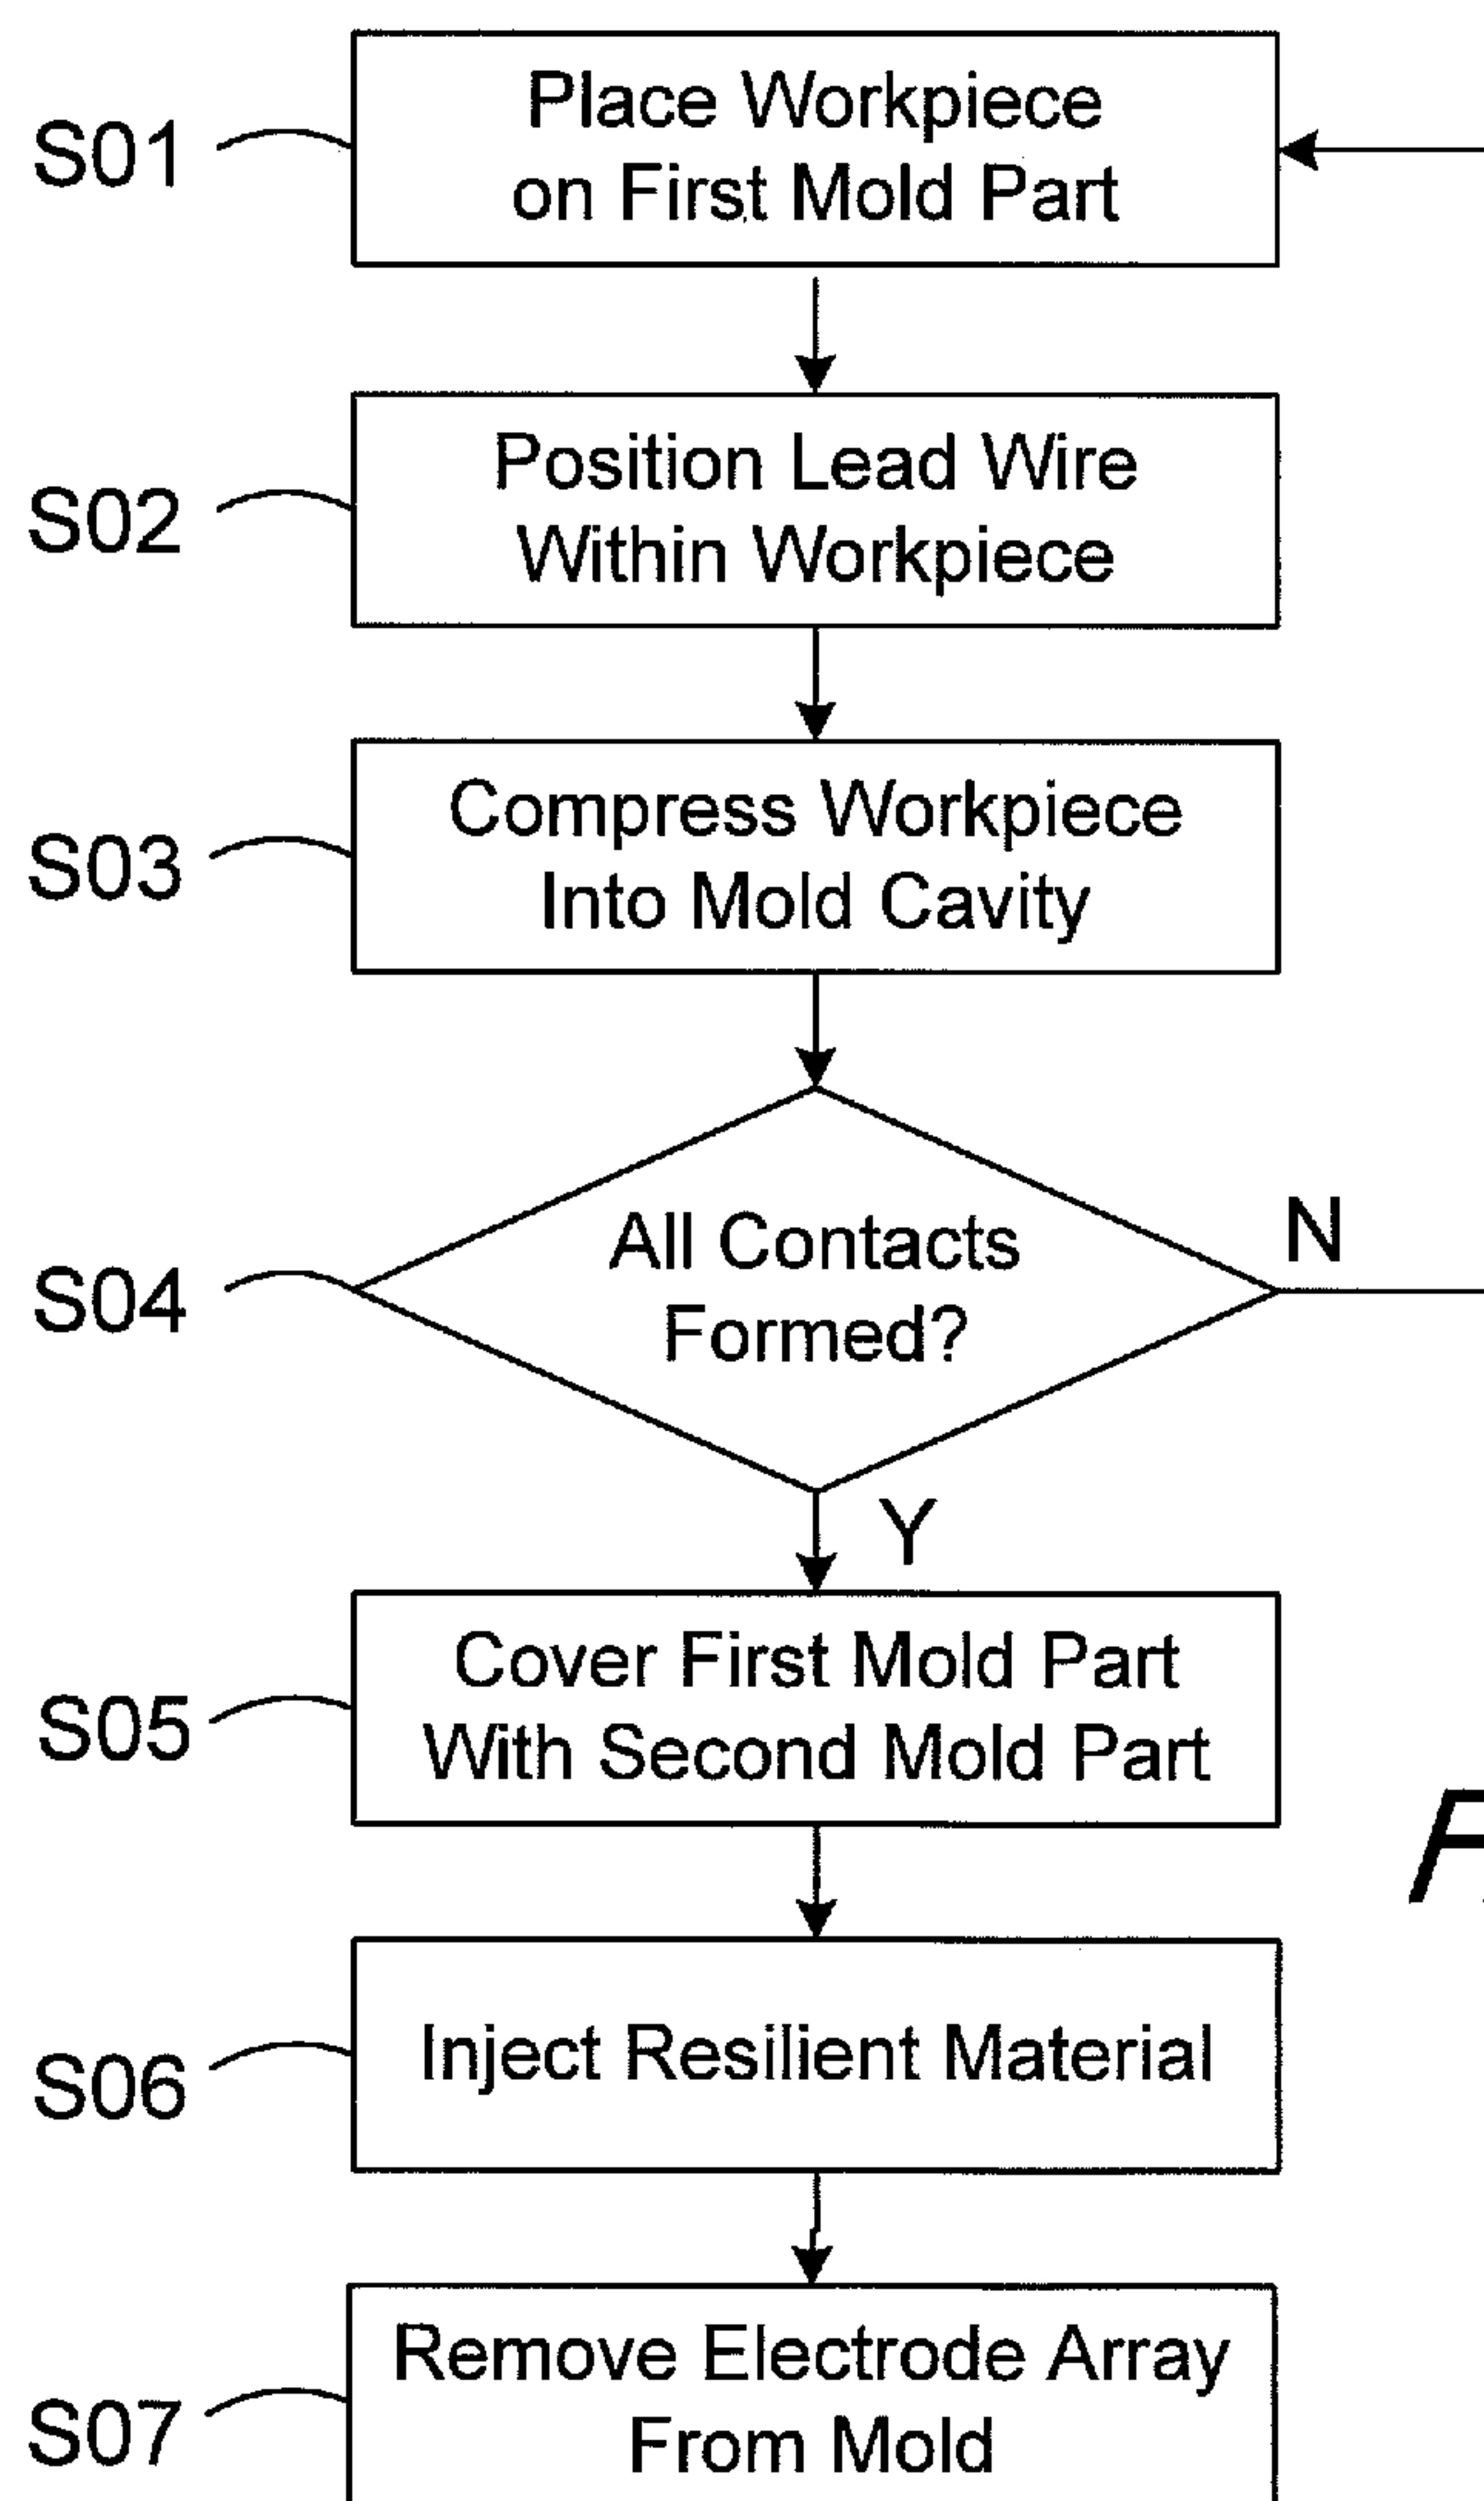 S01
Place Workpiece
on First Mold Part
S02
Position Lead Wire
Within Workpiece
S03
Compress Workpiece
Into Mold Cavity
S04
All Contacts
Formed?
N
Y
S05
Cover First Mold Part
With Second Mold Part
S06
Inject Resilient Material
S07
Remove Electrode Array
From Mold